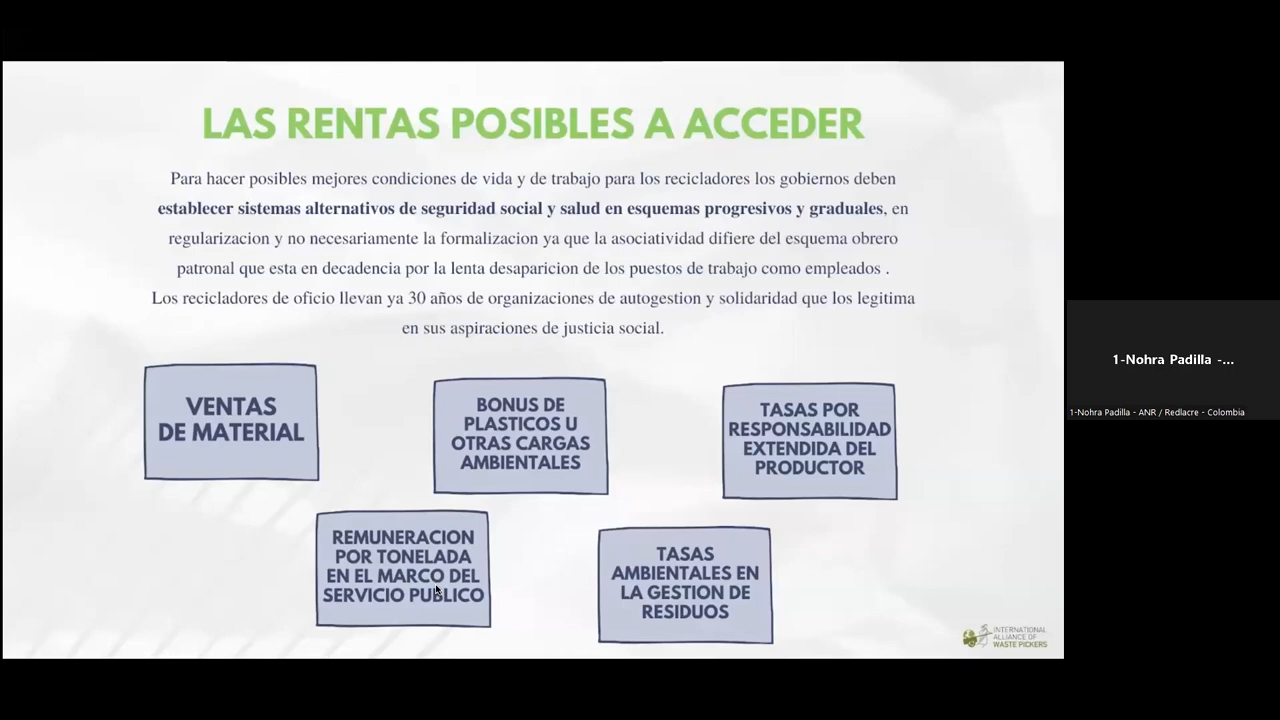 LAS RENTAS POSIBLES A ACCEDER
Para hacer posibles mejores condiciones de vida y de trabajo para los recicladores los gobiernos deben
establecer sistemas alternativos de seguridad social y salud en esquemas progresivos y graduales, en
regularizacion y no necesariamente la formalizacion ya que la asociatividad difiere del esquema obrero
patronal que esta en decadencia por la lenta desaparicion de los puestos de trabajo como empleados .
Los recicladores de oficio llevan ya 30 años de organizaciones de autogestion y solidaridad que los legitima
en sus aspiraciones de justicia social.
VENTAS
DE MATERIAL
BONUS DE
PLASTICOS U
OTRAS CARGAS
AMBIENTALES
TASAS POR
RESPONSABILIDAD
EXTENDIDA DEL
PRODUCTOR
REMUNERACION
POR TONELADA
EN EL MARCO DEL
SERVICIO PUBLICO
TASAS
AMBIENTALES EN
LA GESTION DE
RESIDUOS
INTERNATIONAL
ALLIANCE OF
WASTE PICKERS
1-Nohra Padilla -...
1-Nohra Padilla - ANR / Redlacre - Colombia